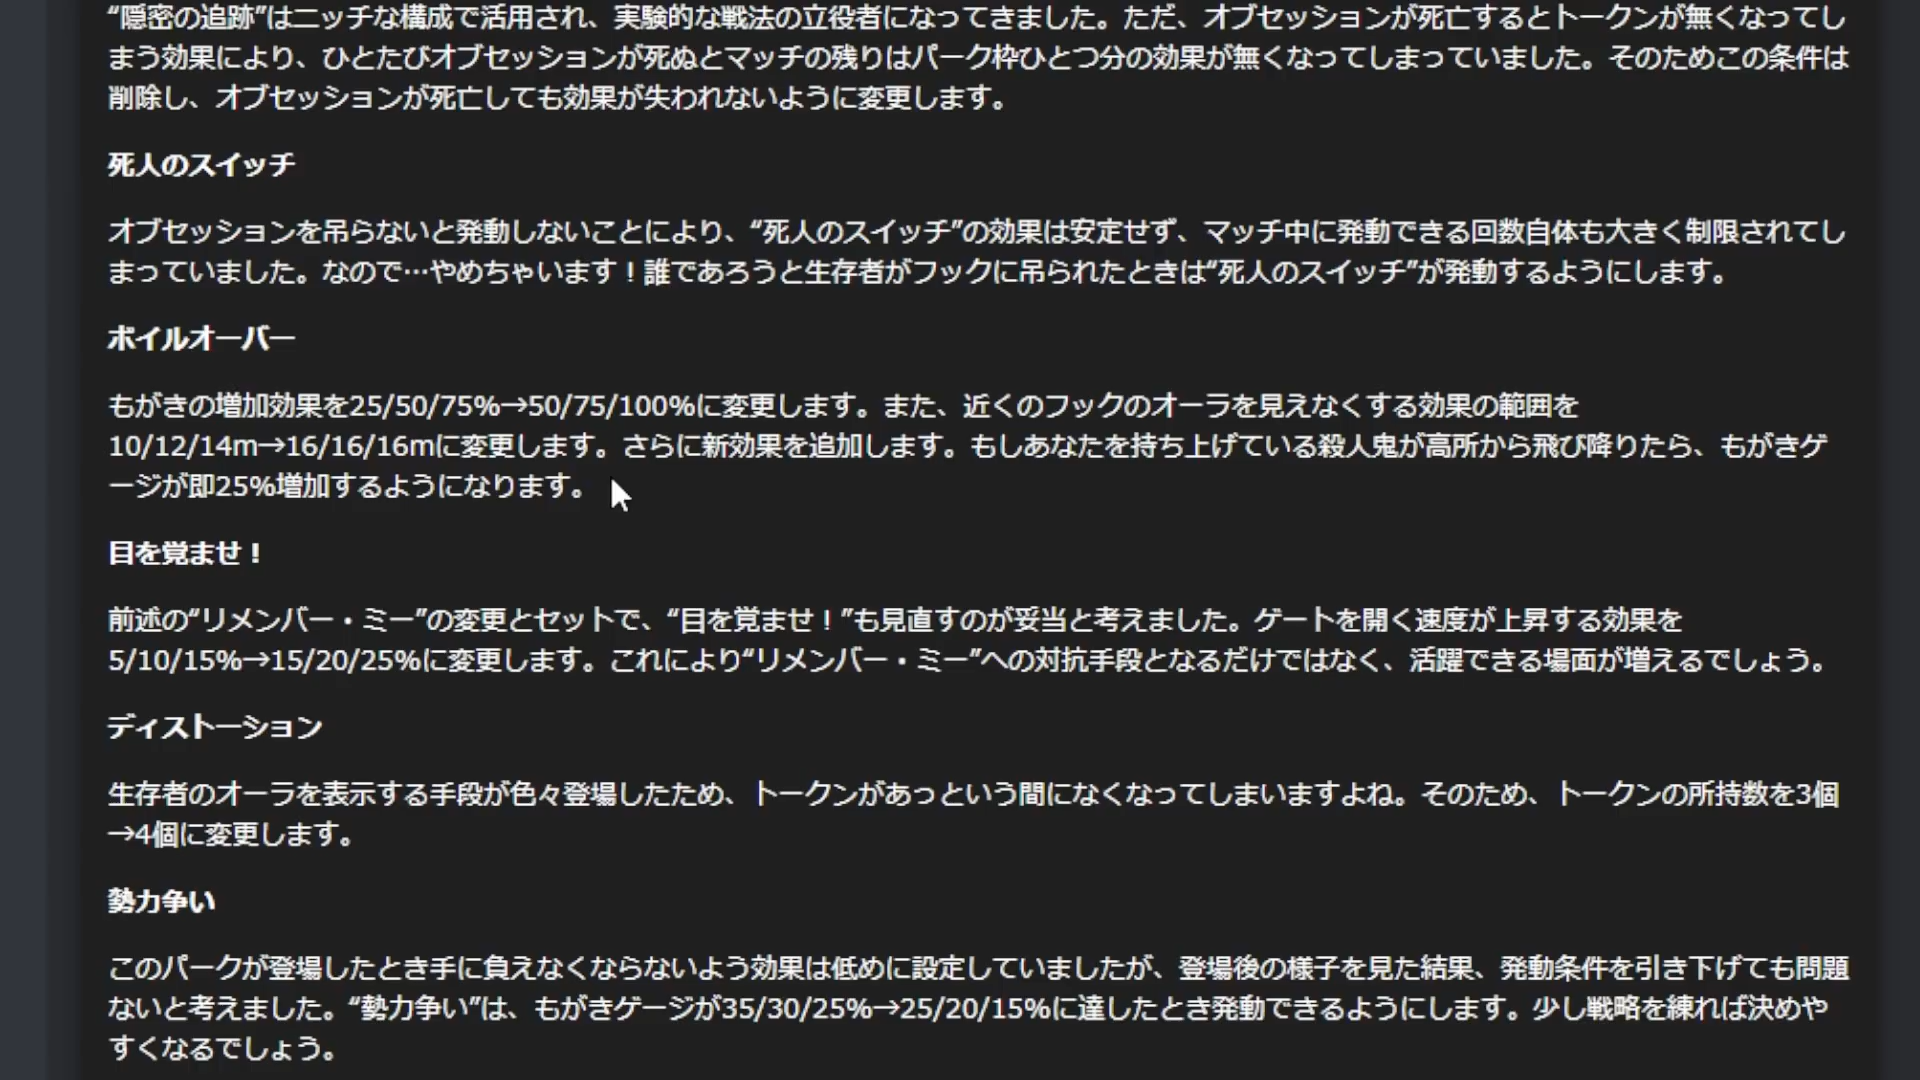 “隠密の追跡”はニッチな構成で活用され、実験的な戦法の立役者になってきました。ただ、オブセッションが死亡するとトークンが無くなってし
まう効果により、ひとたびオブセッションが死ぬとマッチの残りはパーク枠ひとつ分の効果が無くなってしまっていました。そのためこの条件は
削除し、オブセッションが死亡しても効果が失われないように変更します。
死人のスイッチ
オブセッションを吊らないと発動しないことにより、“死人のスイッチ”の効果は安定せず、マッチ中に発動できる回数自体も大きく制限されてし
まっていました。なので…やめちゃいます！誰であろうと生存者がフックに吊られたときは“死人のスイッチ”が発動するようにします。
ボイルオーバー
もがきの増加効果を25/50/75%→50/75/100%に変更します。また、近くのフックのオーラを見えなくする効果の範囲を
10/12/14m→16/16/16mに変更します。さらに新効果を追加します。もしあなたを持ち上げている殺人鬼が高所から飛び降りたら、もがきゲ
ージが即25%増加するようになります。
目を覚ませ！
前述の“リメンバー・ミー”の変更とセットで、“目を覚ませ！”も見直すのが妥当と考えました。ゲートを開く速度が上昇する効果を
5/10/15%→15/20/25%に変更します。これにより“リメンバー・ミー”への対抗手段となるだけではなく、活躍できる場面が増えるでしょう。
ディストーション
生存者のオーラを表示する手段が色々登場したため、トークンがあっという間になくなってしまいますよね。そのため、トークンの所持数を3個
→4個に変更します。
勢力争い
このパークが登場したとき手に負えなくならないよう効果は低めに設定していましたが、登場後の様子を見た結果、発動条件を引き下げても問題
ないと考えました。“勢力争い”は、もがきゲージが35/30/25%→25/20/15%に達したとき発動できるようにします。少し戦略を練れば決めや
すくなるでしょう。